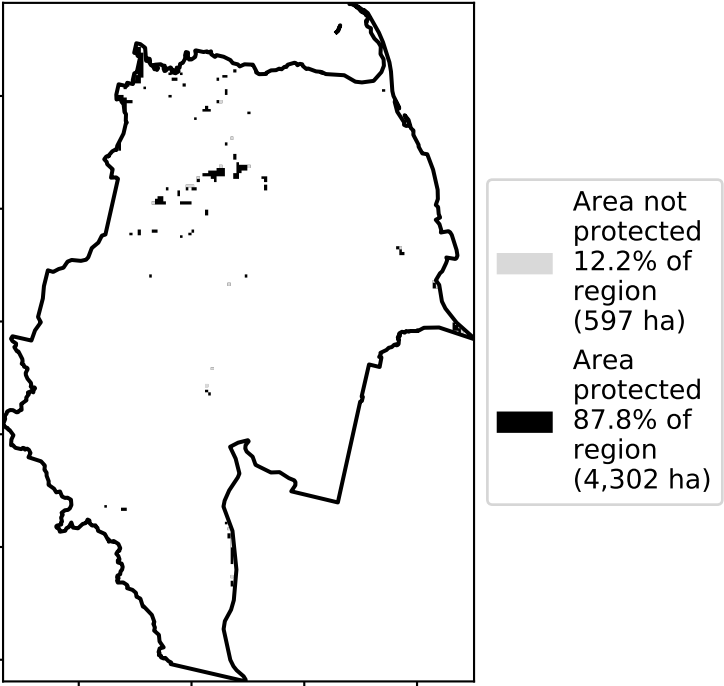 Area not
protected
12.2% of
region
(597 ha)
Area
protected
87.8% of
region
(4,302 ha)